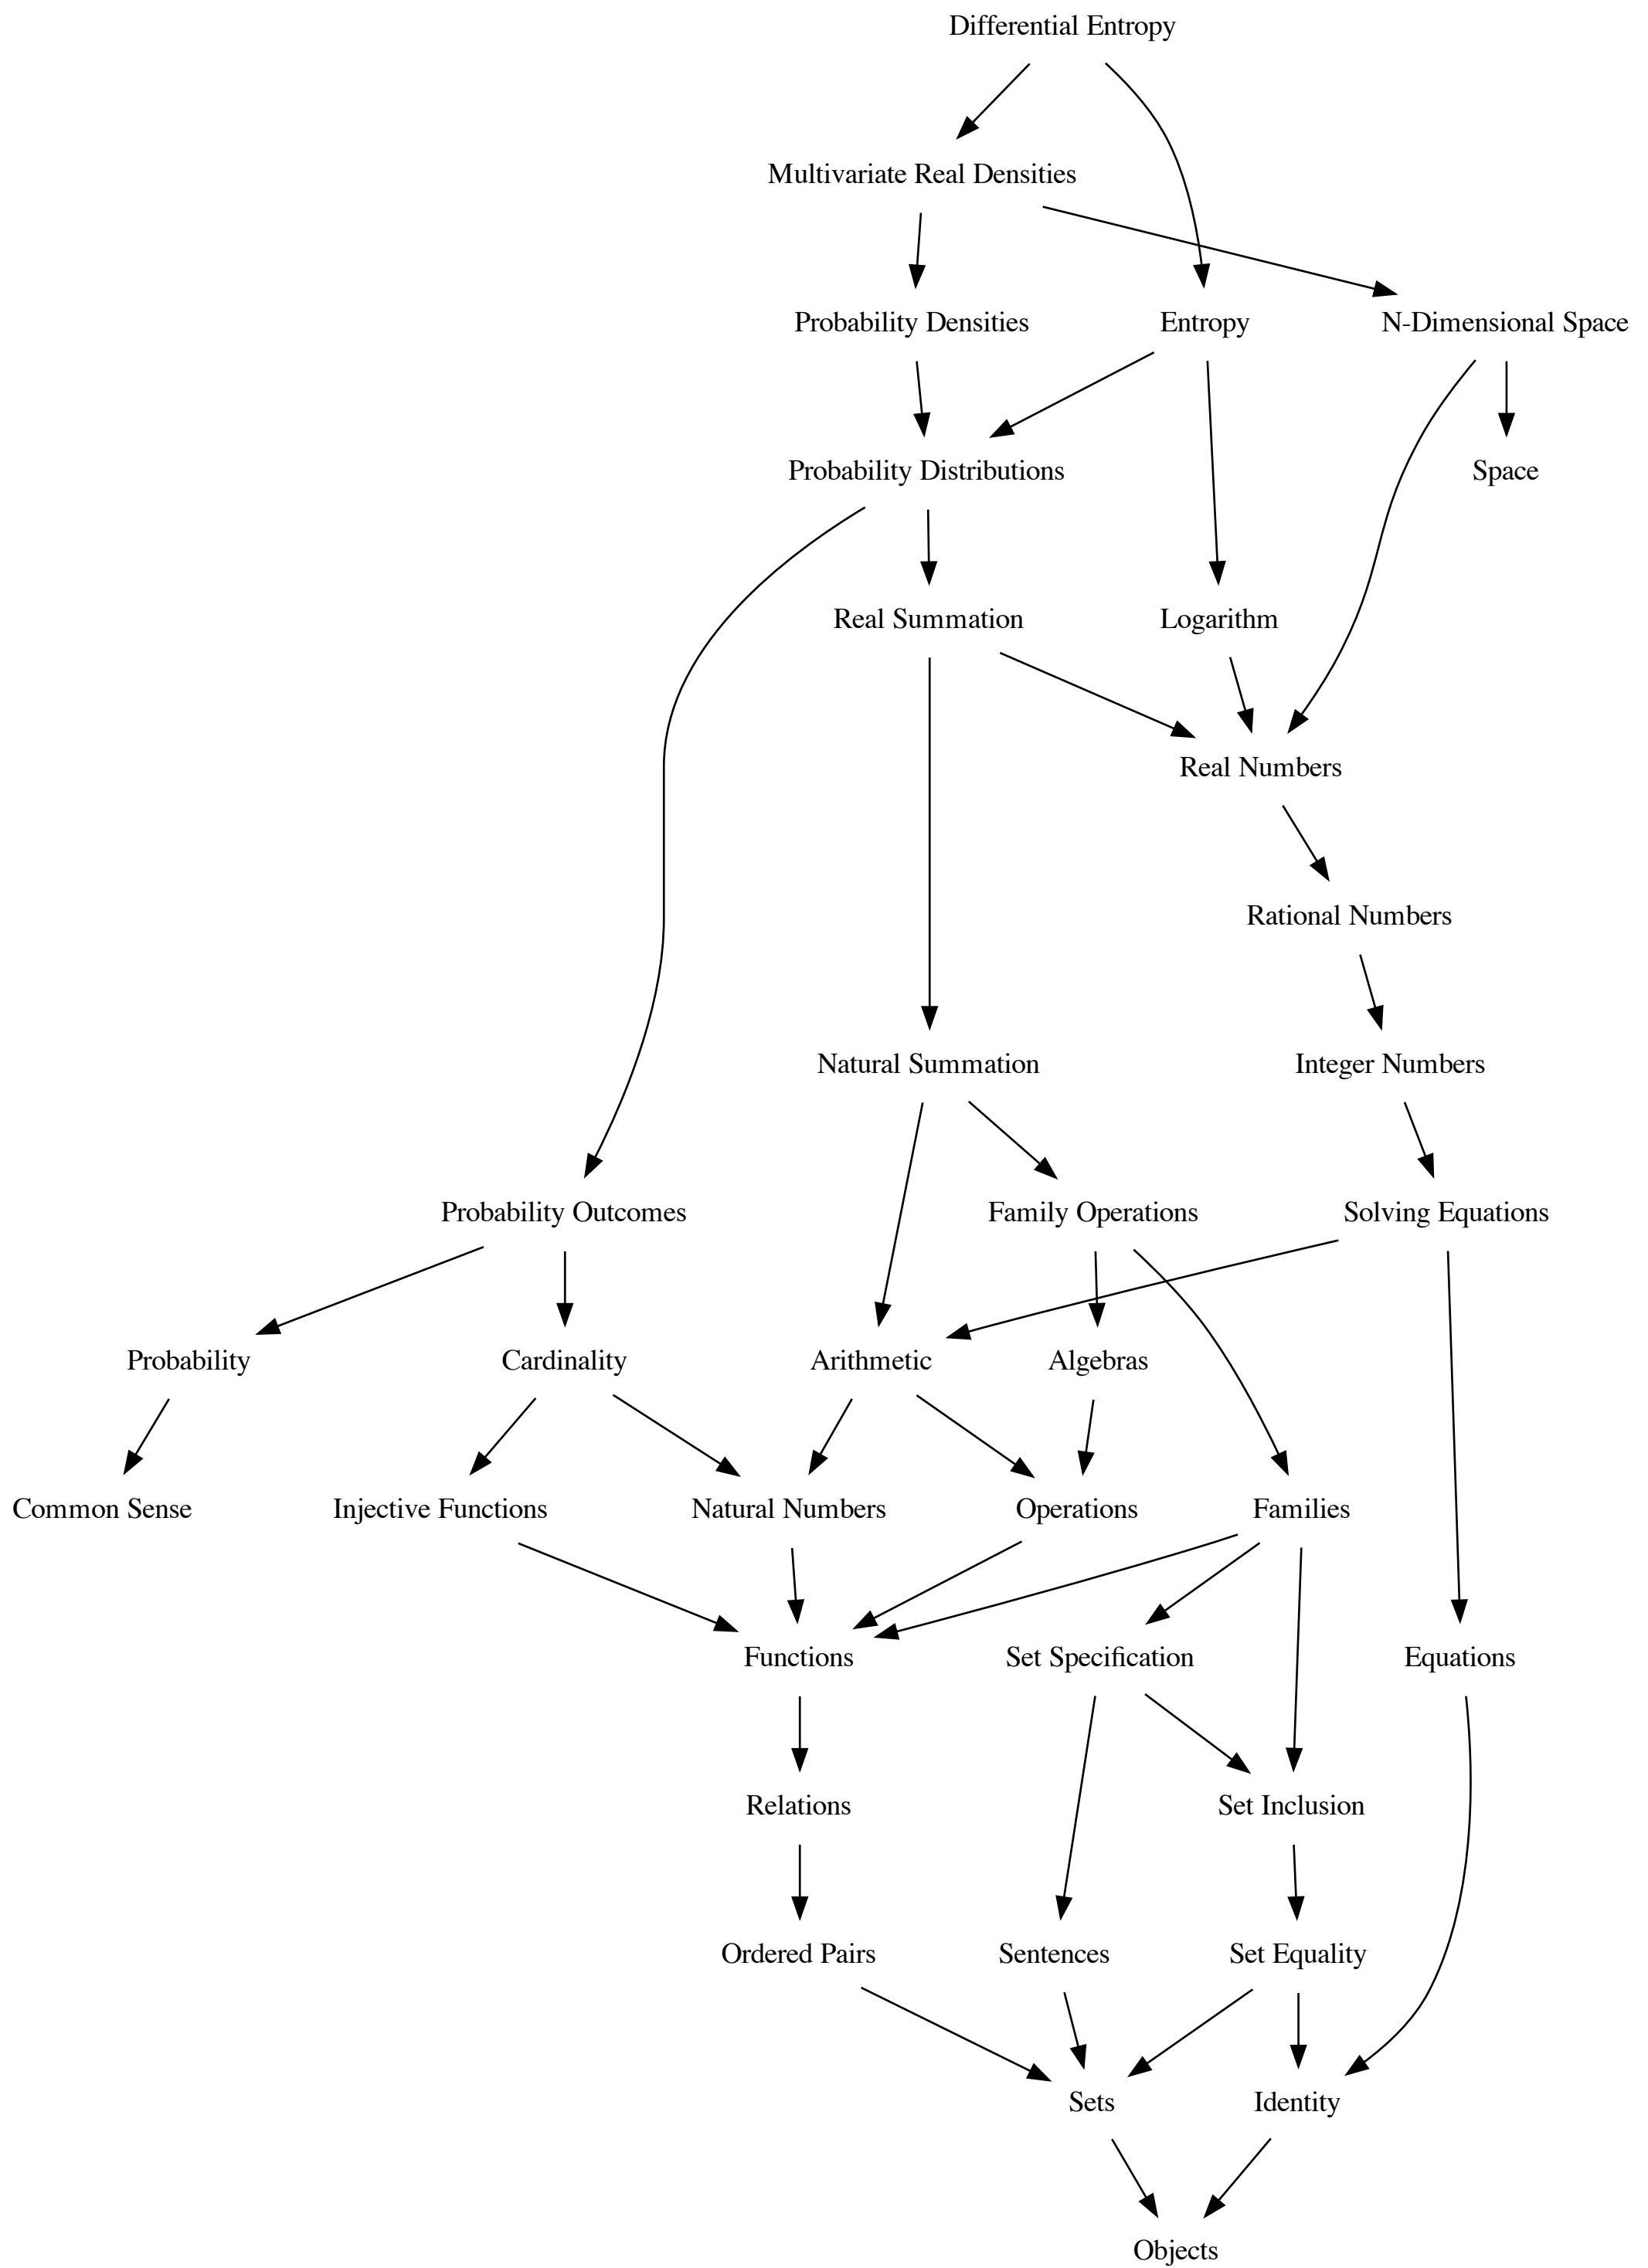 Differential Entropy
Multivariate Real Densities
Probability Densities
Entropy
N-Dimensional Space
Probability Distributions
Space
Real Summation
Logarithm
Real Numbers
Rational Numbers
Natural Summation
Integer Numbers
Probability Outcomes
Family Operations
Solving Equations
Probability
Cardinality
Arithmetic
Algebras
Common Sense
Injective Functions
Natural Numbers
Operations
Families
Functions
Set Specification
Equations
Relations
Set Inclusion
Ordered Pairs
Sentences
Set Equality
Sets
Identity
Objects